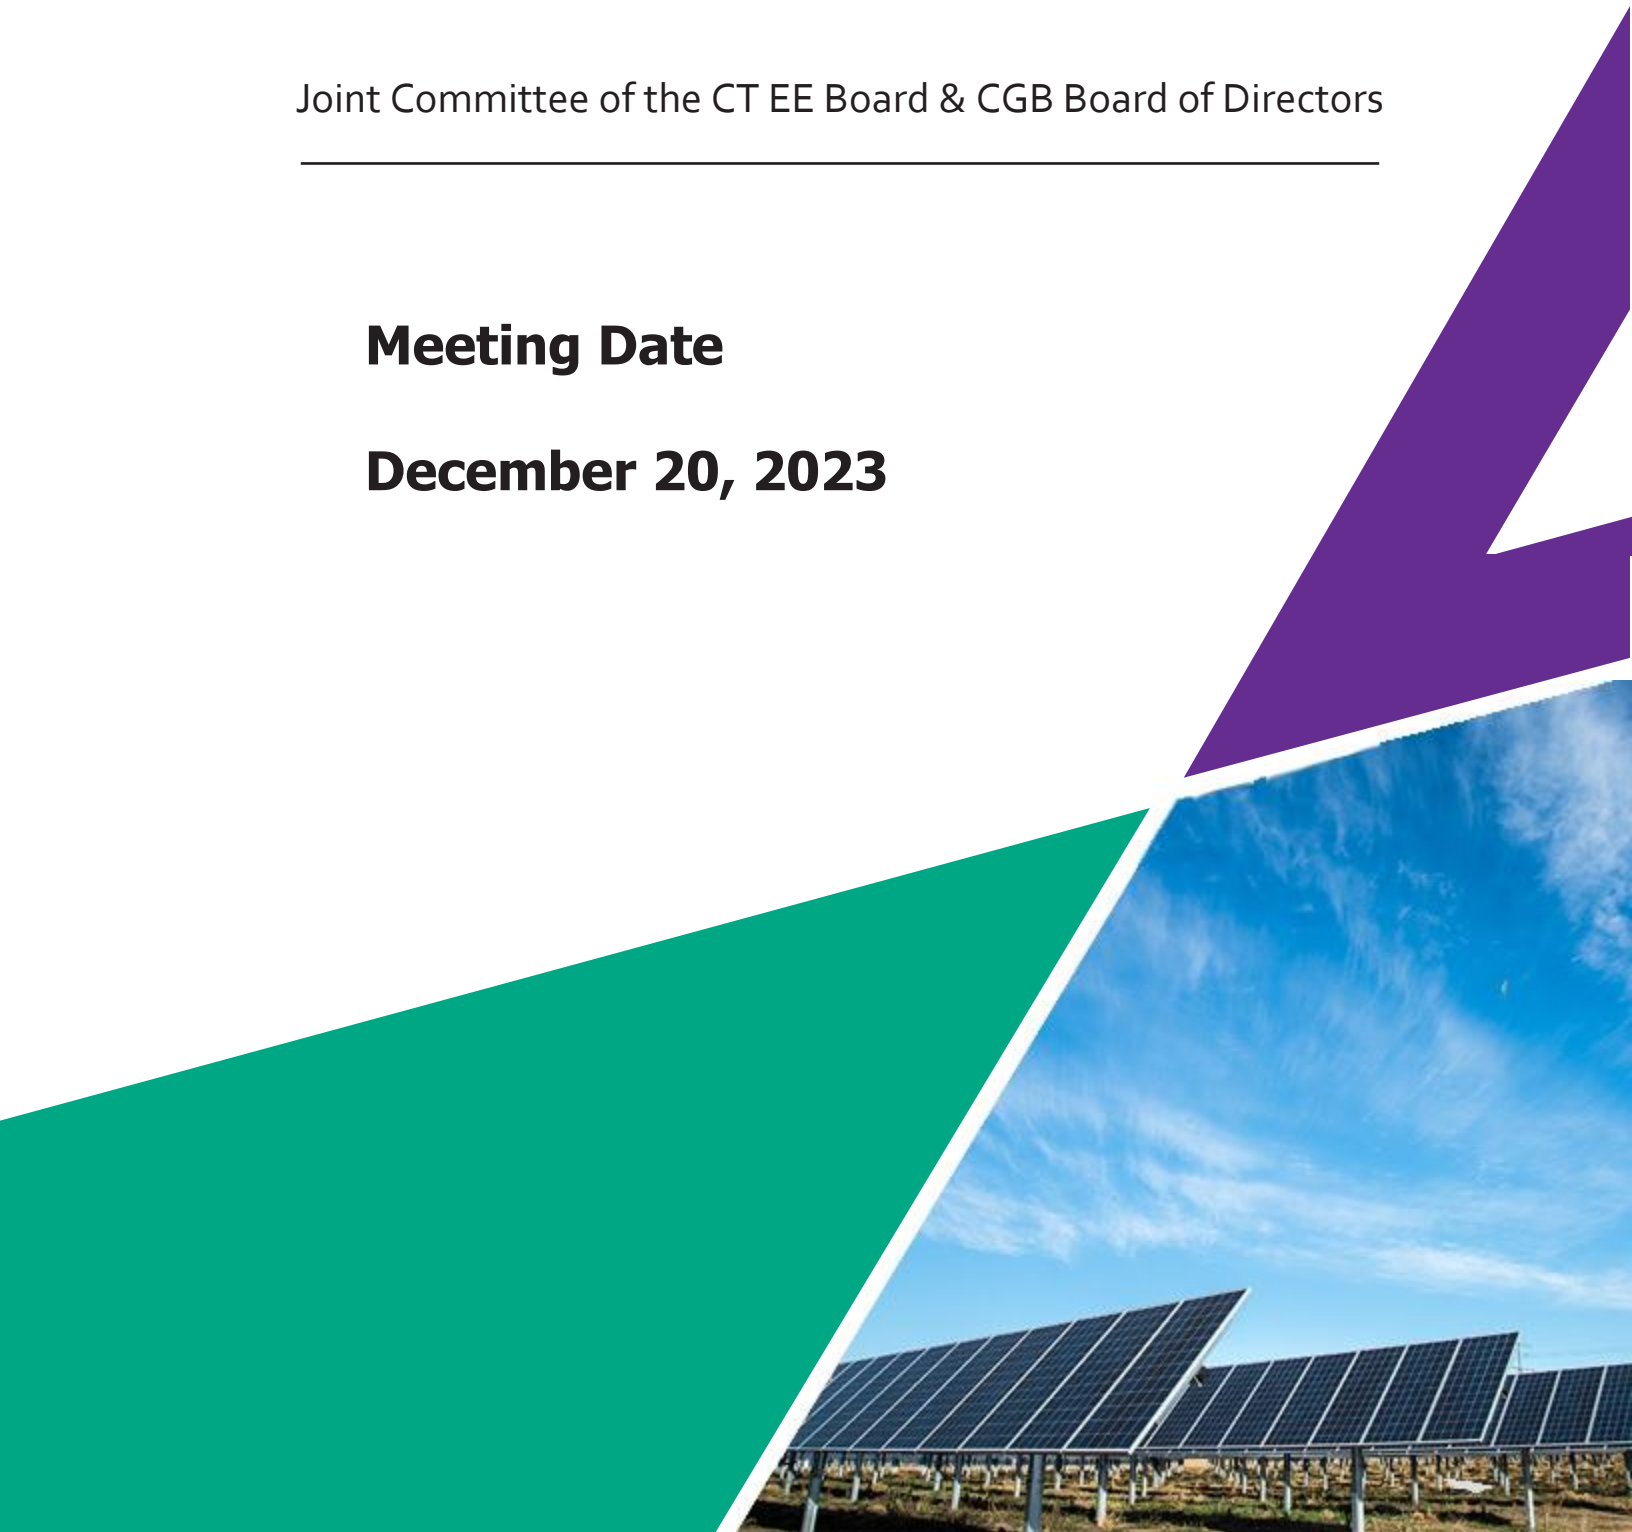 Joint Committee of the CT EE Board & CGB Board of Directors
Meeting Date
December 20, 2023